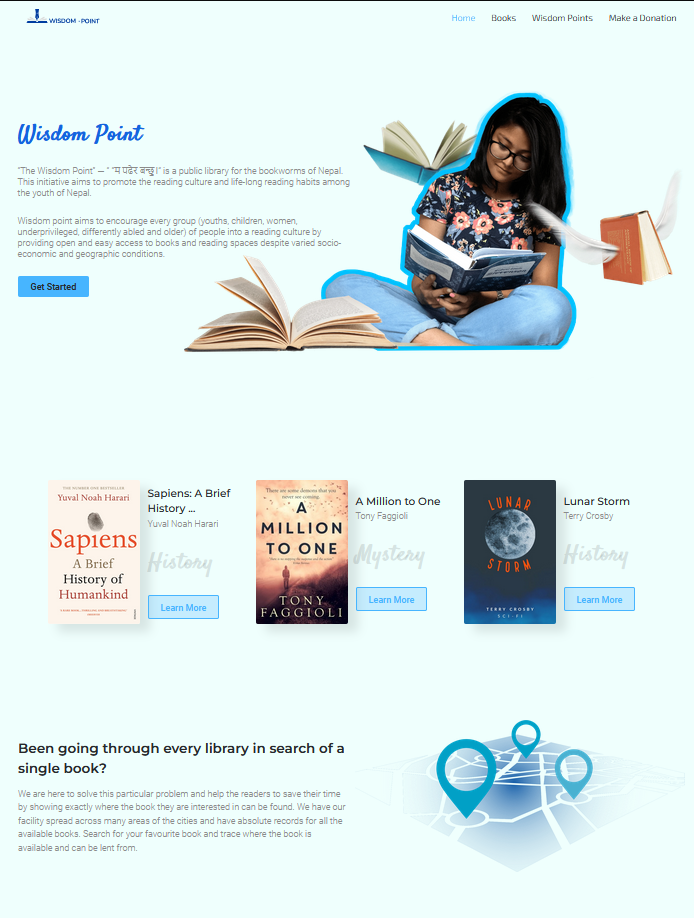 WISDOM - POINT
Home Books Wisdom Points Make a Donation
Wisdom Point
"The Wisdom Point" — " "म पढेर बन्छु।" is a public library for the bookworms of Nepal.
This initiative aims to promote the reading culture and life-long reading habits among
the youth of Nepal.
Wisdom point aims to encourage every group (youths, children, women,
underprivileged, differently abled and older) of people into a reading culture by
providing open and easy access to books and reading spaces despite varied socio-
economic and geographic conditions.
Get Started
THE NUMBER ONE BESTSELLER
Yuval Noah Harari
Sapiens
A Brief
History of
Humankind
Sapiens: A Brief
History ...
Yuval Noah Harari
History
Learn More
There are some demons that you
never see coming.
A
MILLION
TO ONE
TONY
FAGGIOLI
A Million to One
Tony Faggioli
Mystery
Learn More
LUNAR
STORM
TERRY CROSBY
SCI-FI
Lunar Storm
Terry Crosby
History
Learn More
Been going through every library in search of a
single book?
We are here to solve this particular problem and help the readers to save their time
by showing exactly where the book they are interested in can be found. We have our
facility spread across many areas of the cities and have absolute records for all the
available books. Search for your favourite book and trace where the book is
available and can be lent from.